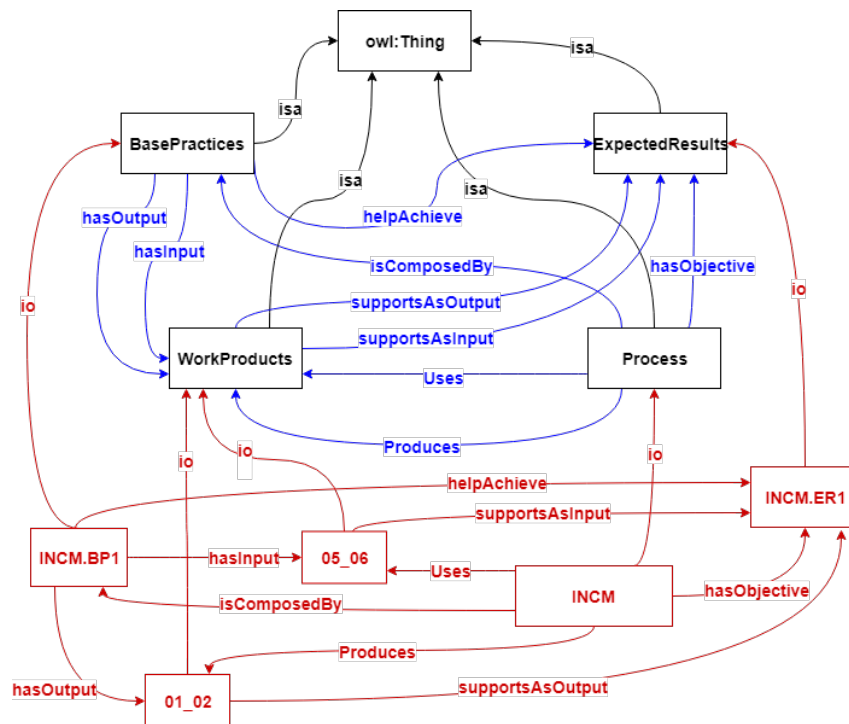 owl:Thing
isa
isa
BasePractices
ExpectedResults
isa
isa
hasOutput
helpAchieve
hasInput
isComposedBy
hasObjective
io
supportsAsOutput
io
supportsAsInput
WorkProducts
Process
Uses
Produces
io
io
io
helpAchieve
INCM.ER1
supportsAsInput
INCM.BP1
hasInput
05_06
Uses
INCM
hasObjective
isComposedBy
Produces
hasOutput
01_02
supportsAsOutput